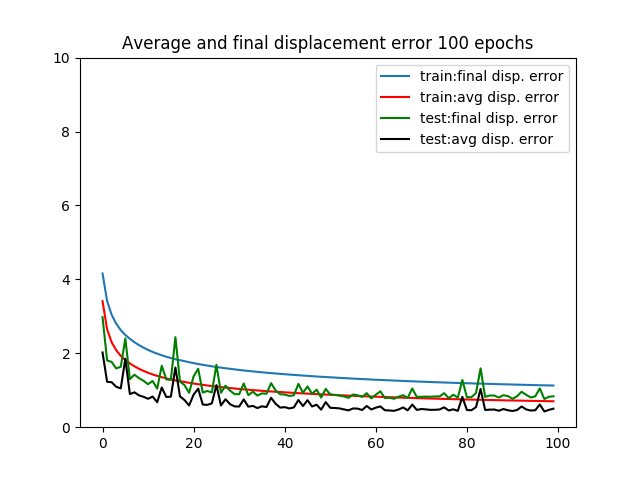 Average and final displacement error 100 epochs
10
8
6
4
2
0
train:final disp. error
train:avg disp. error
test:final disp. error
test:avg disp. error
0 20 40 60 80 100